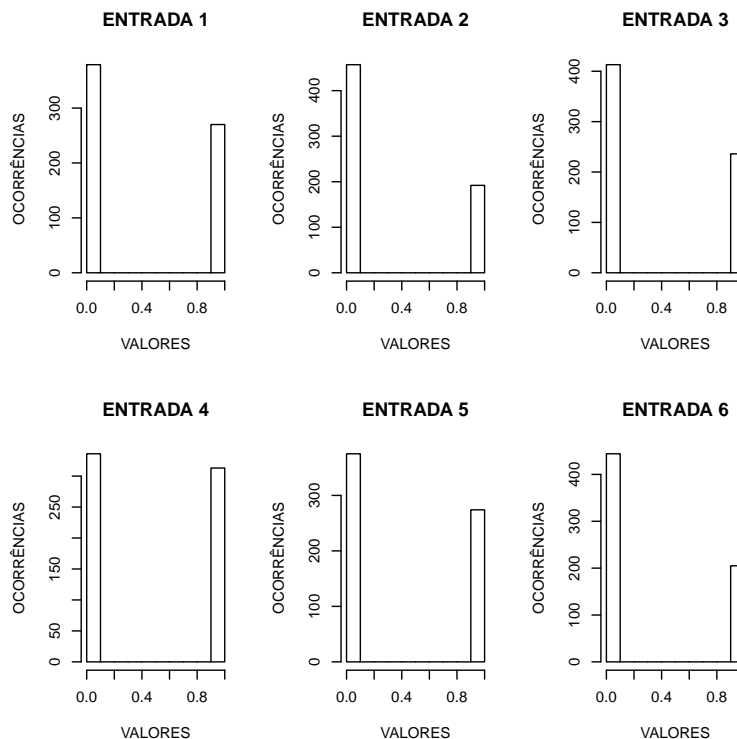 ENTRADA 1
OCORRÊNCIAS
0 100 200 300
0.0 0.4 0.8
VALORES
ENTRADA 2
OCORRÊNCIAS
0 100 200 300 400
0.0 0.4 0.8
VALORES
ENTRADA 3
OCORRÊNCIAS
0 100 200 300 400
0.0 0.4 0.8
VALORES
ENTRADA 4
OCORRÊNCIAS
0 50 150 250
0.0 0.4 0.8
VALORES
ENTRADA 5
OCORRÊNCIAS
0 100 200 300
0.0 0.4 0.8
VALORES
ENTRADA 6
OCORRÊNCIAS
0 100 200 300 400
0.0 0.4 0.8
VALORES